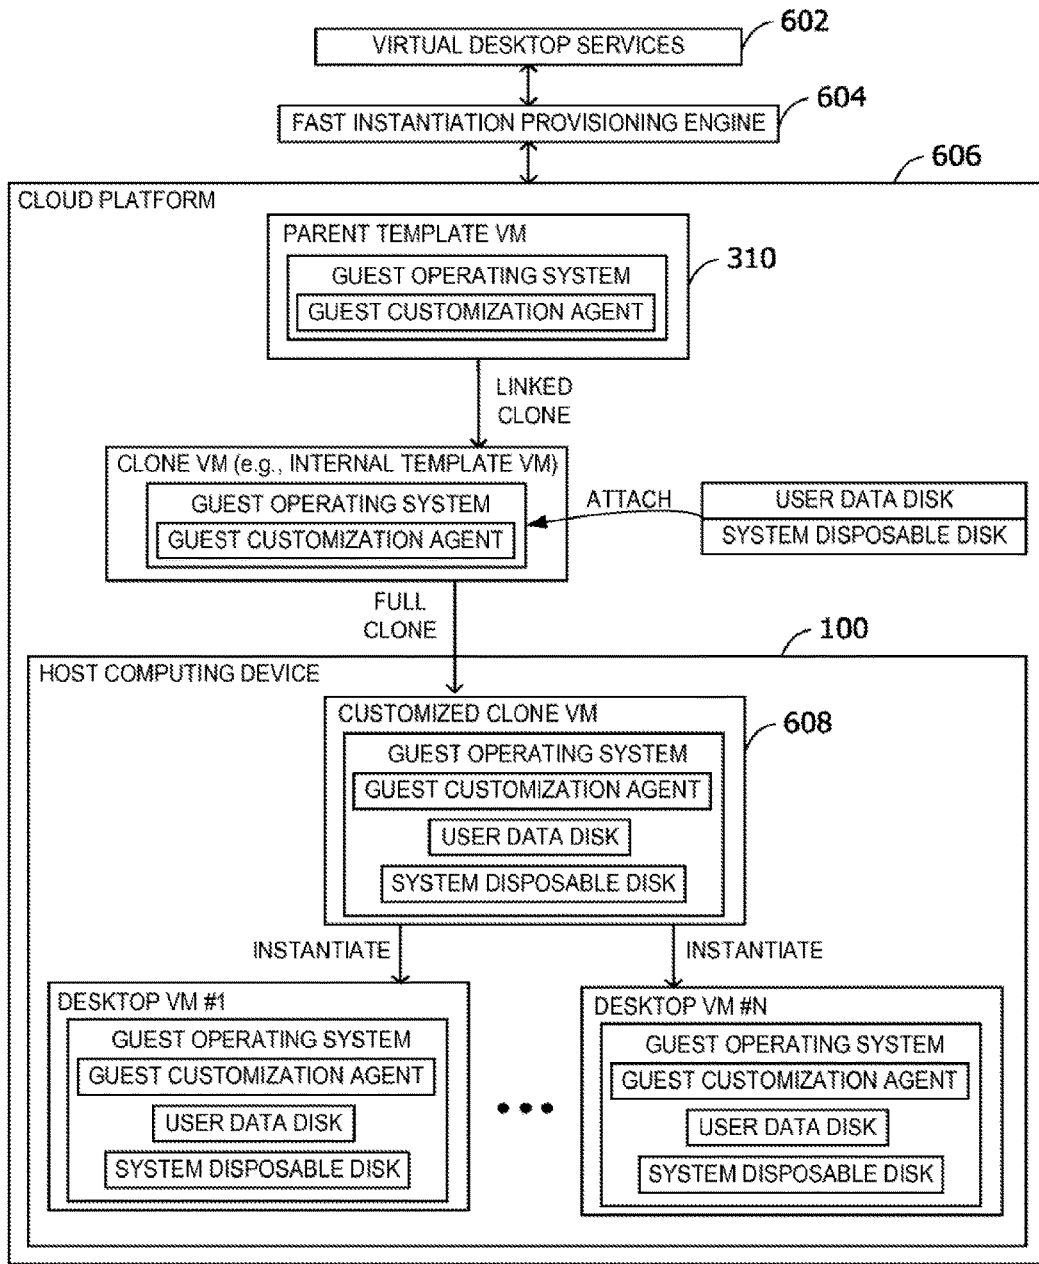 602
VIRTUAL DESKTOP SERVICES
604
FAST INSTANTIATION PROVISIONING ENGINE
606
CLOUD PLATFORM
PARENT TEMPLATE VM
310
GUEST OPERATING SYSTEM
GUEST CUSTOMIZATION AGENT
LINKED
CLONE
CLONE VM (e.g., INTERNAL TEMPLATE VM)
GUEST OPERATING SYSTEM
GUEST CUSTOMIZATION AGENT
ATTACH
USER DATA DISK
SYSTEM DISPOSABLE DISK
FULL
CLONE
100
HOST COMPUTING DEVICE
CUSTOMIZED CLONE VM
608
GUEST OPERATING SYSTEM
GUEST CUSTOMIZATION AGENT
USER DATA DISK
SYSTEM DISPOSABLE DISK
INSTANTIATE
INSTANTIATE
DESKTOP VM #1
GUEST OPERATING SYSTEM
GUEST CUSTOMIZATION AGENT
USER DATA DISK
SYSTEM DISPOSABLE DISK
DESKTOP VM #N
GUEST OPERATING SYSTEM
GUEST CUSTOMIZATION AGENT
USER DATA DISK
SYSTEM DISPOSABLE DISK